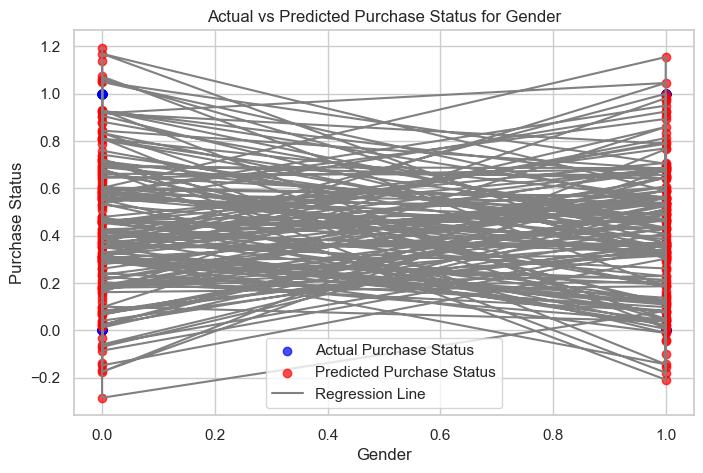 Actual vs Predicted Purchase Status for Gender
1.2
1.0
0.8
0.6
0.4
0.2
0.0
−0.2
Purchase Status
Actual Purchase Status
Predicted Purchase Status
Regression Line
0.0 0.2 0.4 0.6 0.8 1.0
Gender